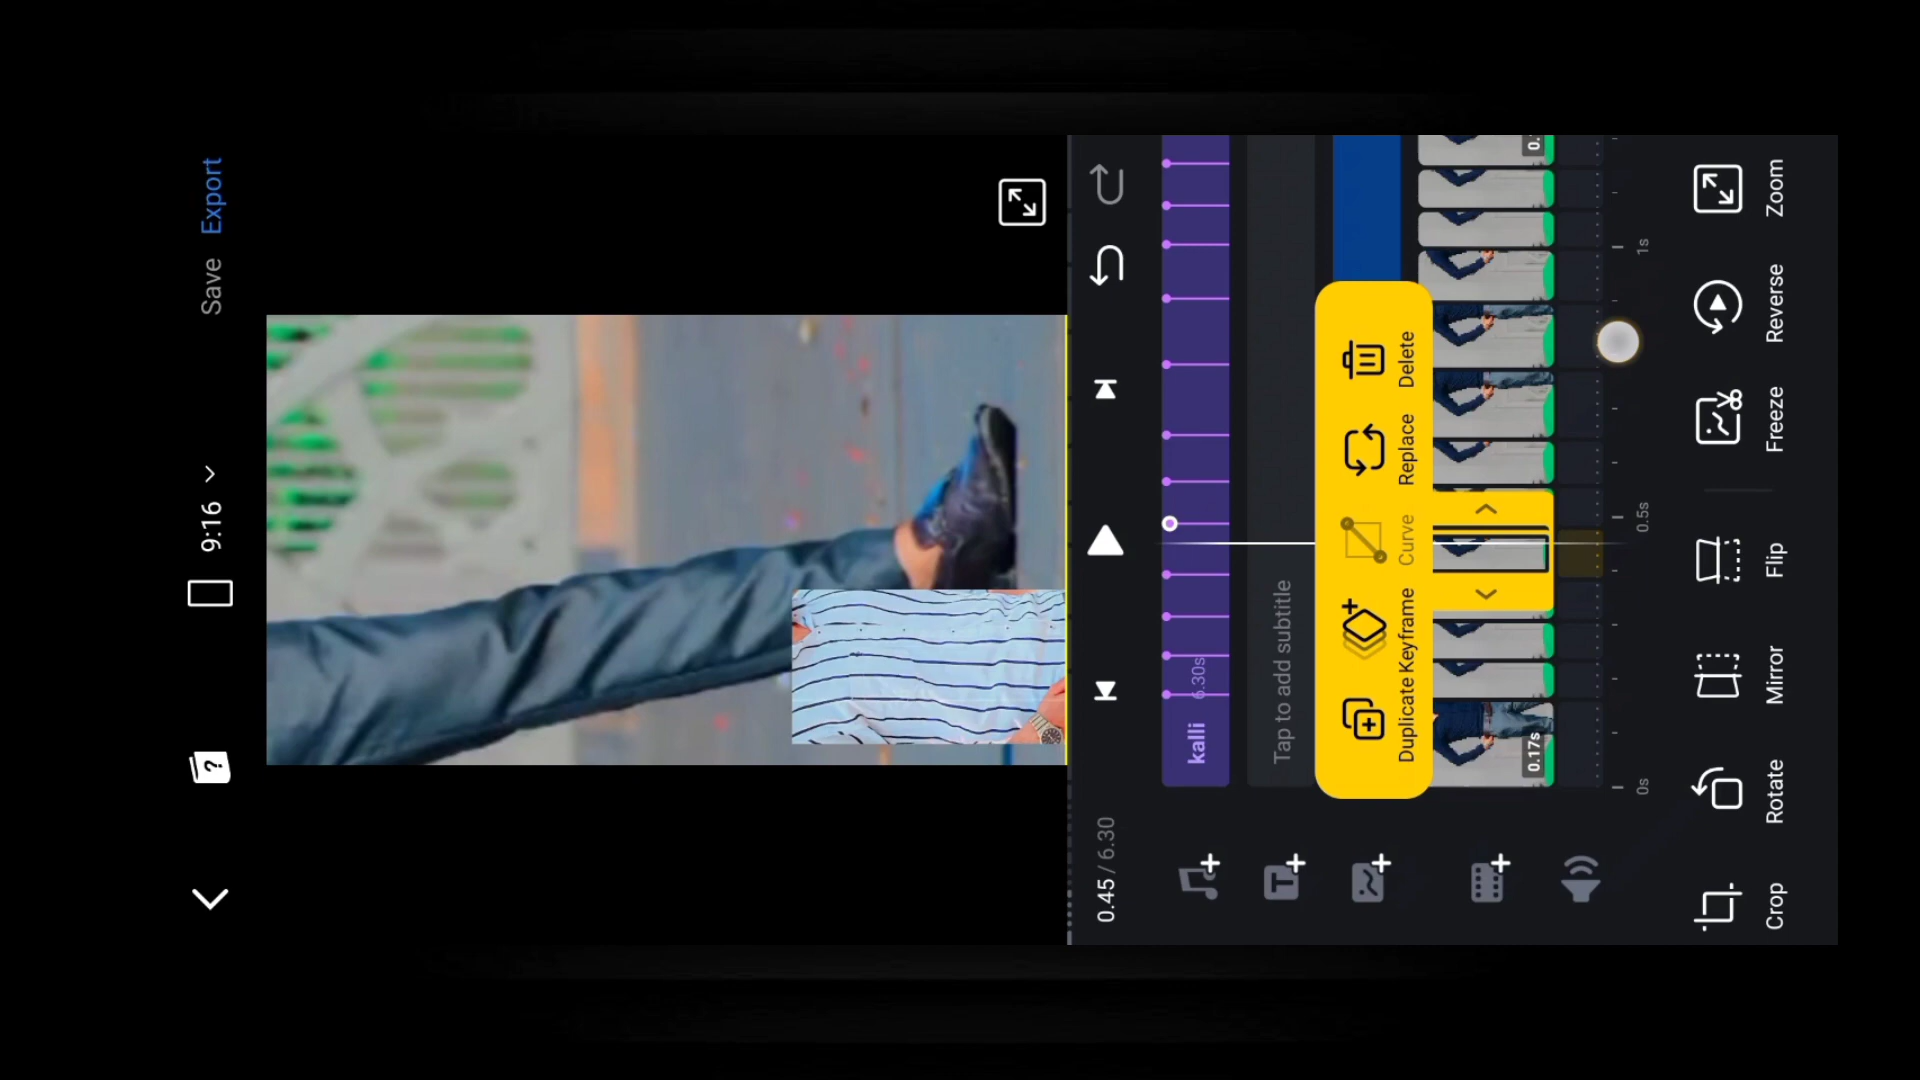 9:16
Save
Export
0.45 / 6.30
kalli
6.30s
Tap to add subtitle
Duplicate
Keyframe
Curve
Replace
Delete
0.17s
0.
0s
0.5s
1s
Crop
Rotate
Mirror
Flip
Freeze
Reverse
Zoom